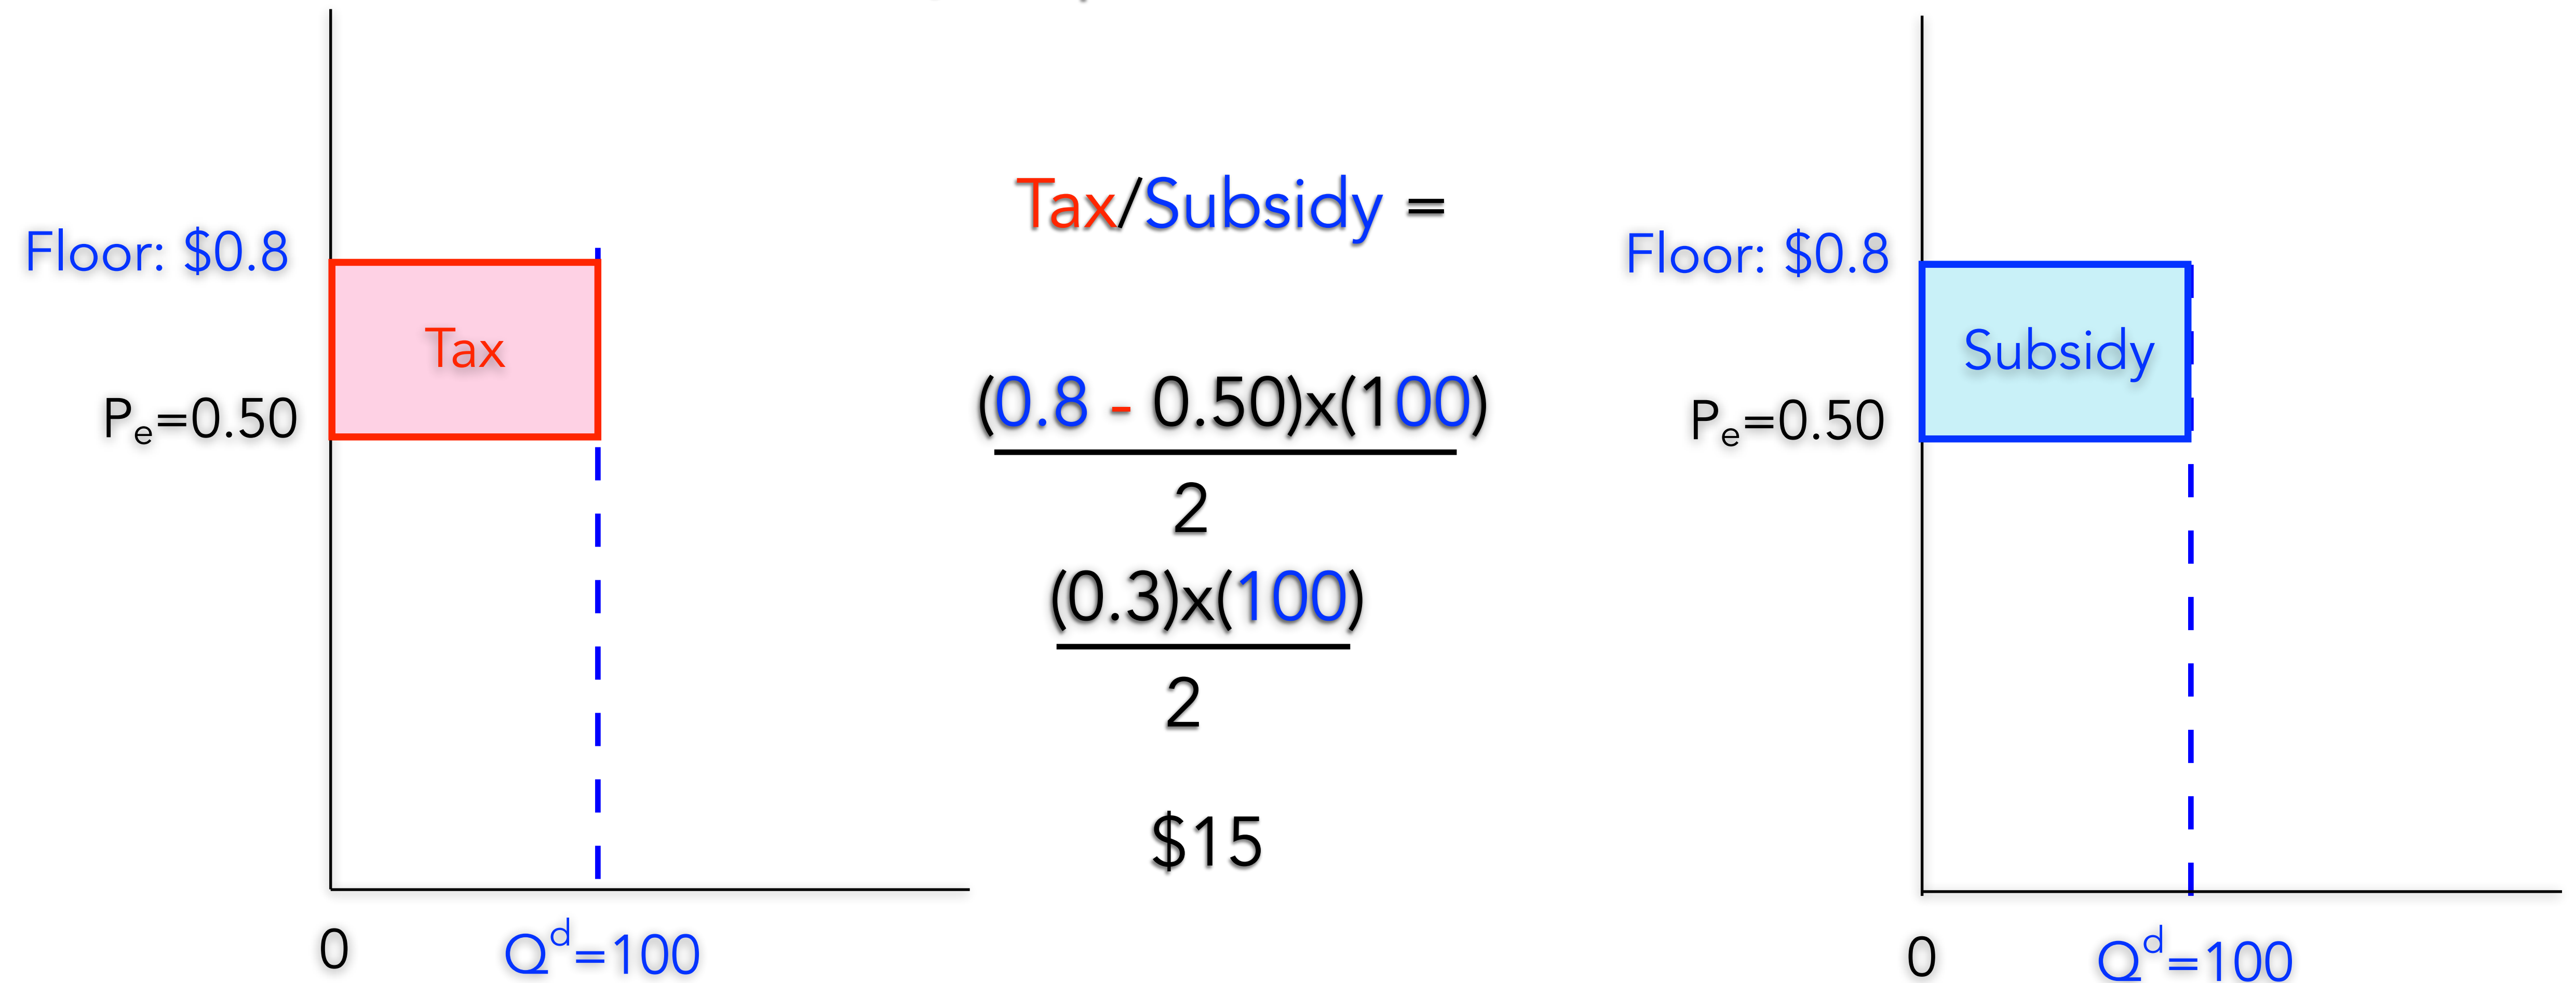 Floor: $0.8
Tax
Pe=0.50
0
Qd=100
Tax/Subsidy =
(0.8 - 0.50)x(100)
2
(0.3)x(100)
2
$15
Floor: $0.8
Subsidy
Pe=0.50
0
Qd=100